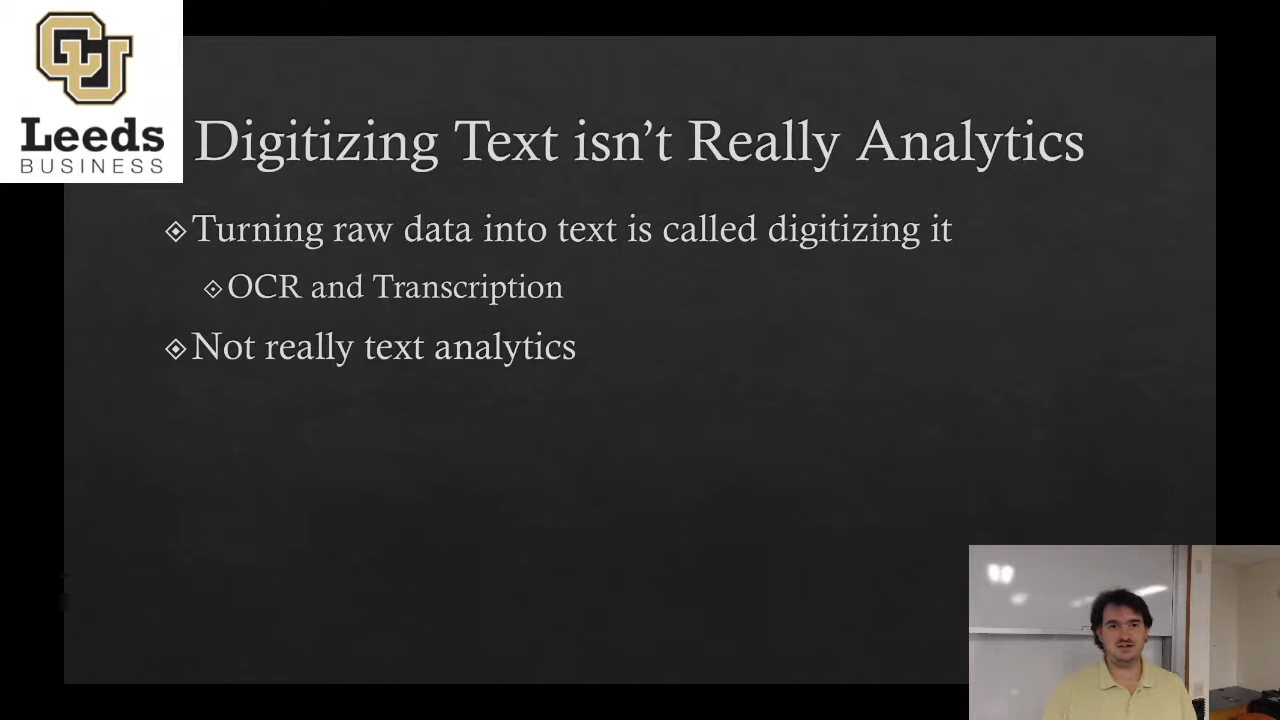 CU
Leeds
BUSINESS
Digitizing Text isn't Really Analytics
Turning raw data into text is called digitizing it
OCR and Transcription
Not really text analytics